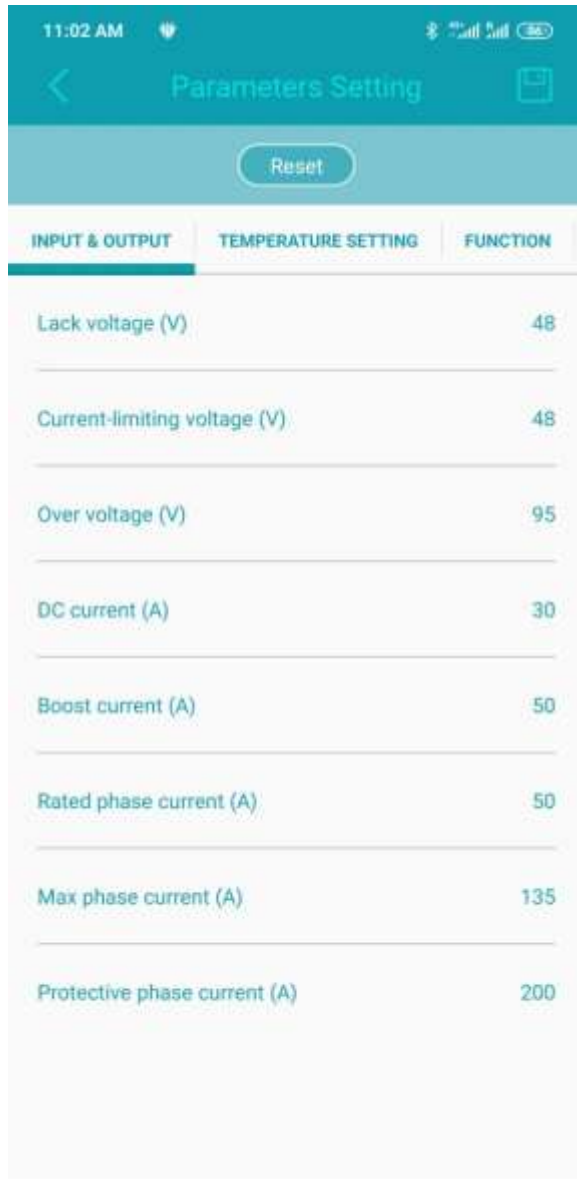 11:02 AM 86
Parameters Setting
Reset
INPUT & OUTPUT TEMPERATURE SETTING FUNCTION
Lack voltage (V) 48
Current-limiting voltage (V) 48
Over voltage (V) 95
DC current (A) 30
Boost current (A) 50
Rated phase current (A) 50
Max phase current (A) 135
Protective phase current (A) 200